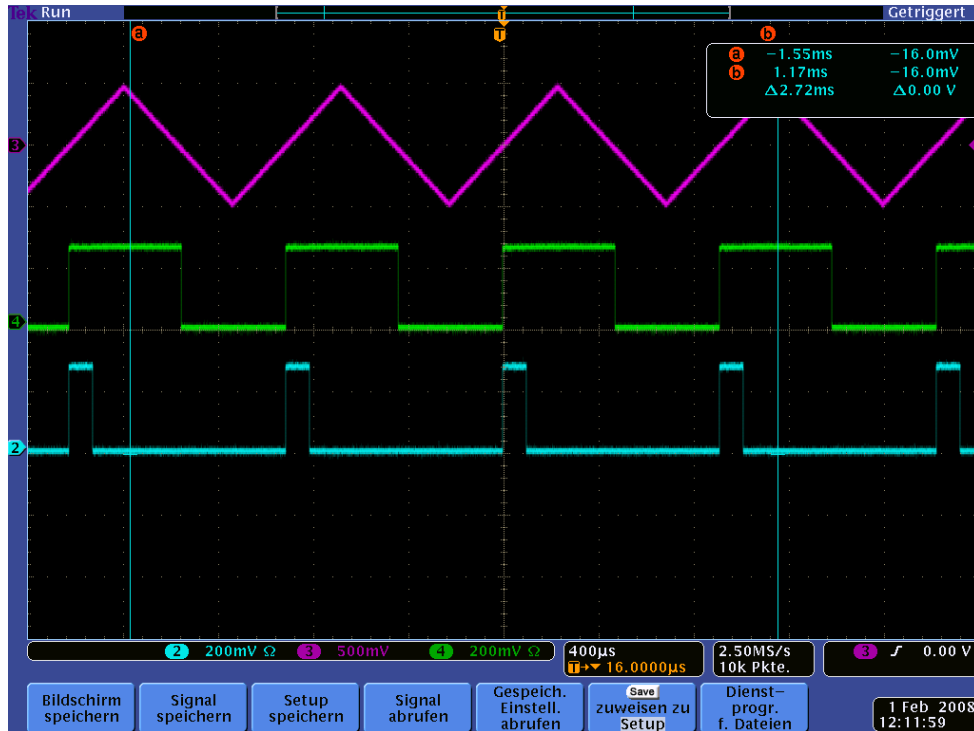 Tek Run
Getriggert
a
T
T
b
a −1.55ms −16.0mV
b 1.17ms −16.0mV
Δ2.72ms Δ0.00 V
3
4
2
2 200mV Ω 3 500mV 4 200mV Ω
400µs
T→▼ 16.0000µs
2.50MS/s
10k Pkte.
3 ƒ 0.00 V
Bildschirm
speichern
Signal
speichern
Setup
speichern
Signal
abrufen
Gespeich.
Einstell.
abrufen
Save
zuweisen zu
Setup
Dienst−
progr.
f. Dateien
1 Feb 2008
12:11:59